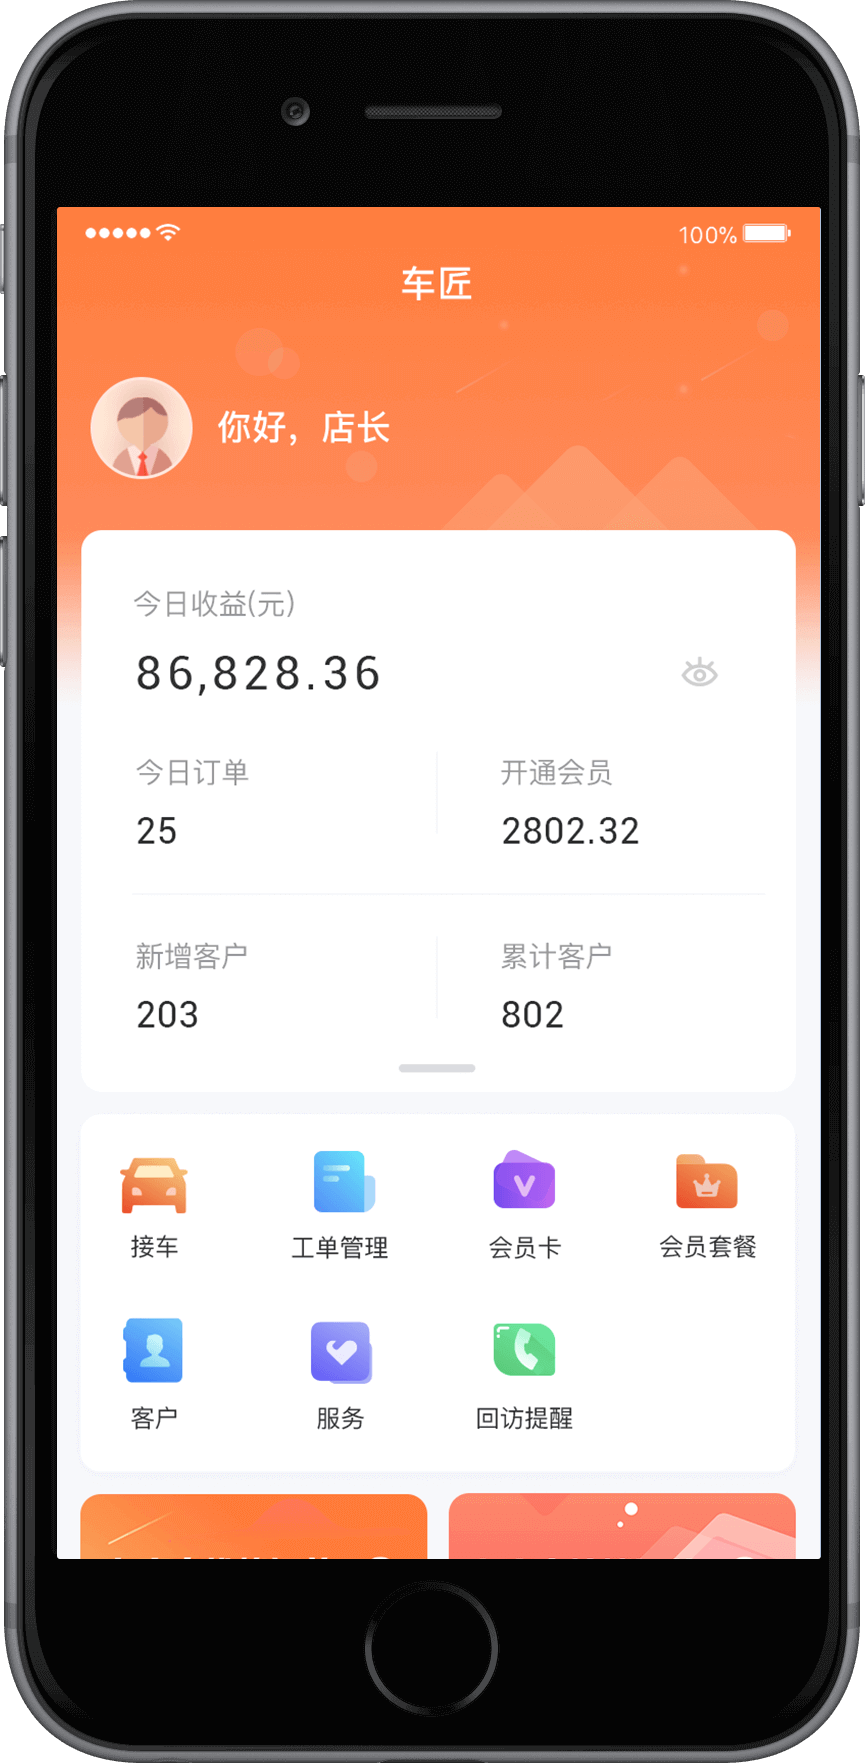 100%
车匠
你好，店长
今日收益(元)
86,828.36
今日订单
开通会员
25
2802.32
新增客户
累计客户
203
802
接车
工单管理
会员卡
会员套餐
客户
服务
回访提醒